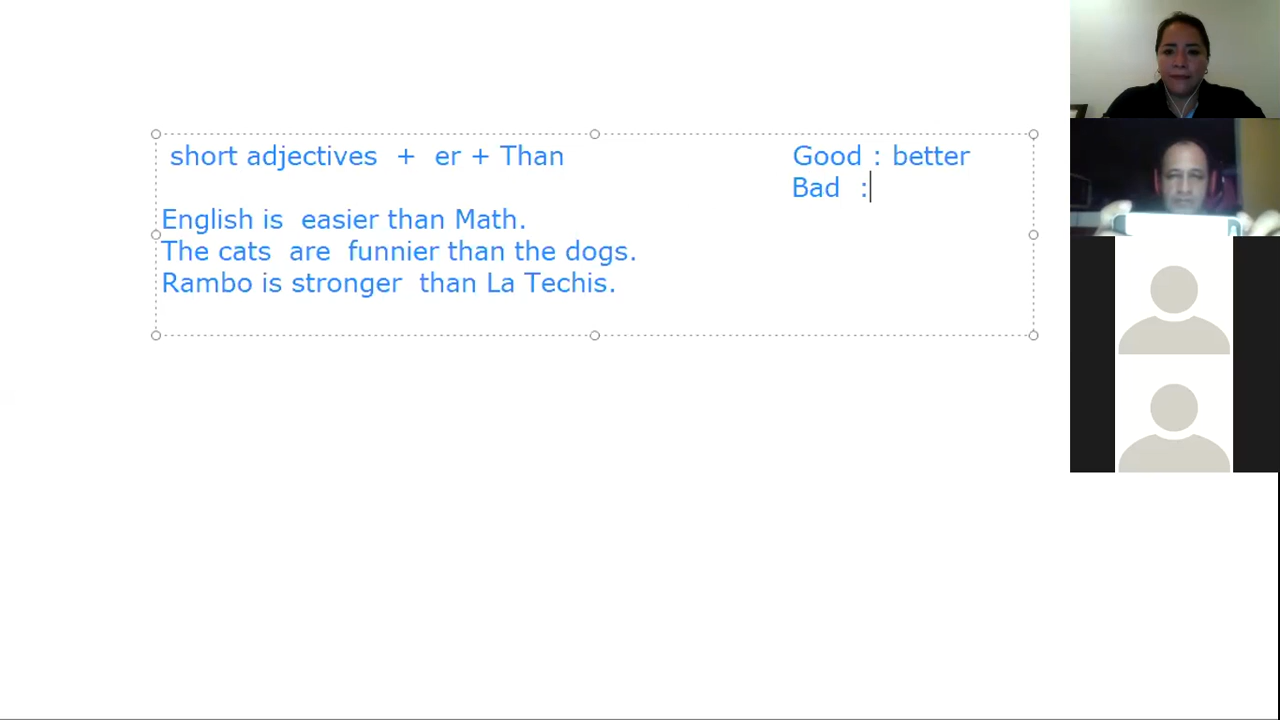 short adjectives + er + Than
Good : better
Bad :
English is easier than Math.
The cats are funnier than the dogs.
Rambo is stronger than La Techis.